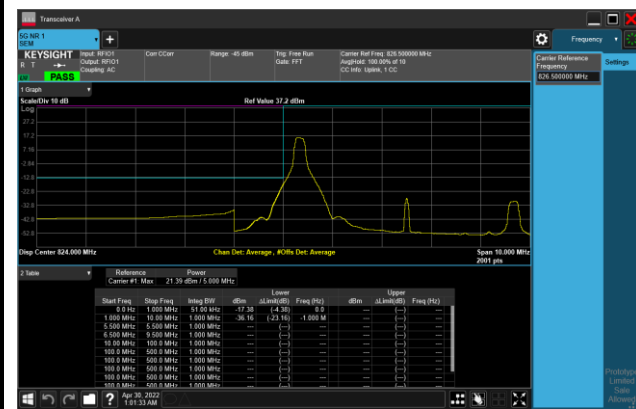 Transceiver A
5G NR 1
SEM
+
Frequency
KEYSIGHT
R T
PASS
Input: RFIO1
Output: RFIO1
Coupling: AC
Corr CCorr
Range: -45 dBm
Trig: Free Run
Gate: FFT
Carrier Ref Freq: 826.500000 MHz
Avg|Hold: 100.00% of 10
CC Info: Uplink, 1 CC
Carrier Reference
Frequency
826.500000 MHz
Settings
1 Graph
Scale/Div 10 dB
Ref Value 37.2 dBm
Log
27.2
17.2
7.16
-2.84
-12.8
-22.8
-32.8
-42.8
-52.8
Disp Center 824.000 MHz
Chan Det: Average , #Offs Det: Average
Span 10.000 MHz
2001 pts
2 Table
Reference Power
Carrier #1: Max 21.39 dBm / 5.000 MHz
Lower Upper
Start Freq Stop Freq Integ BW dBm ΔLimit(dB) Freq (Hz) dBm ΔLimit(dB) Freq (Hz)
0.0 Hz 1.000 MHz 51.00 kHz -17.38 (-4.38) 0.0 --- (---) ---
1.000 MHz 10.00 MHz 1.000 MHz -36.16 (-23.16) -1.000 M --- (---) ---
5.500 MHz 5.500 MHz 1.000 MHz --- (---) --- --- (---) ---
6.500 MHz 9.500 MHz 1.000 MHz --- (---) --- --- (---) ---
10.00 MHz 100.0 MHz 1.000 MHz --- (---) --- --- (---) ---
100.0 MHz 500.0 MHz 1.000 MHz --- (---) --- --- (---) ---
100.0 MHz 500.0 MHz 1.000 MHz --- (---) --- --- (---) ---
100.0 MHz 500.0 MHz 1.000 MHz --- (---) --- --- (---) ---
100.0 MHz 500.0 MHz 1.000 MHz --- (---) --- --- (---) ---
Prototype
Limited
Sale
Allowed
?
Apr 30, 2022
1:01:33 AM